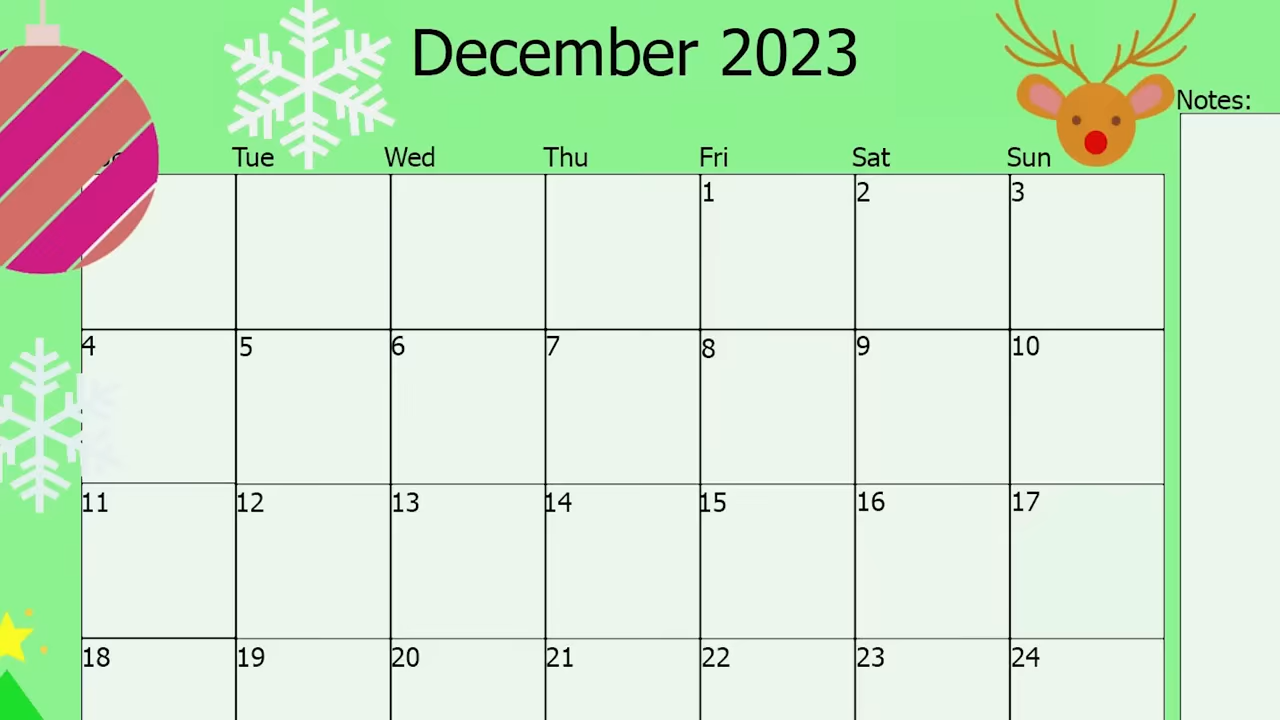 December 2023
Notes:
Tue Wed Thu Fri Sat Sun
1 2 3
4 5 6 7 8 9 10
11 12 13 14 15 16 17
18 19 20 21 22 23 24